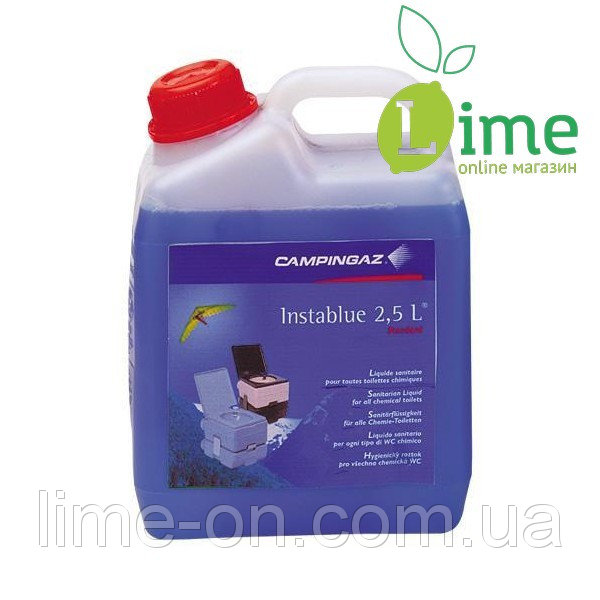 Lime
online магазин
CAMPINGAZ
Instablue 2,5 L®
Standard
Liquide sanitaire
pour toutes toilettes chimiques
Sanitarian Liquid
for all chemical toilets
Sanitärflüssigkeit
für alle Chemie-Toiletten
Liquido sanitario
per ogni tipo di WC chimico
Hygienický roztok
pro všechna chemická WC
lime-on.com.ua